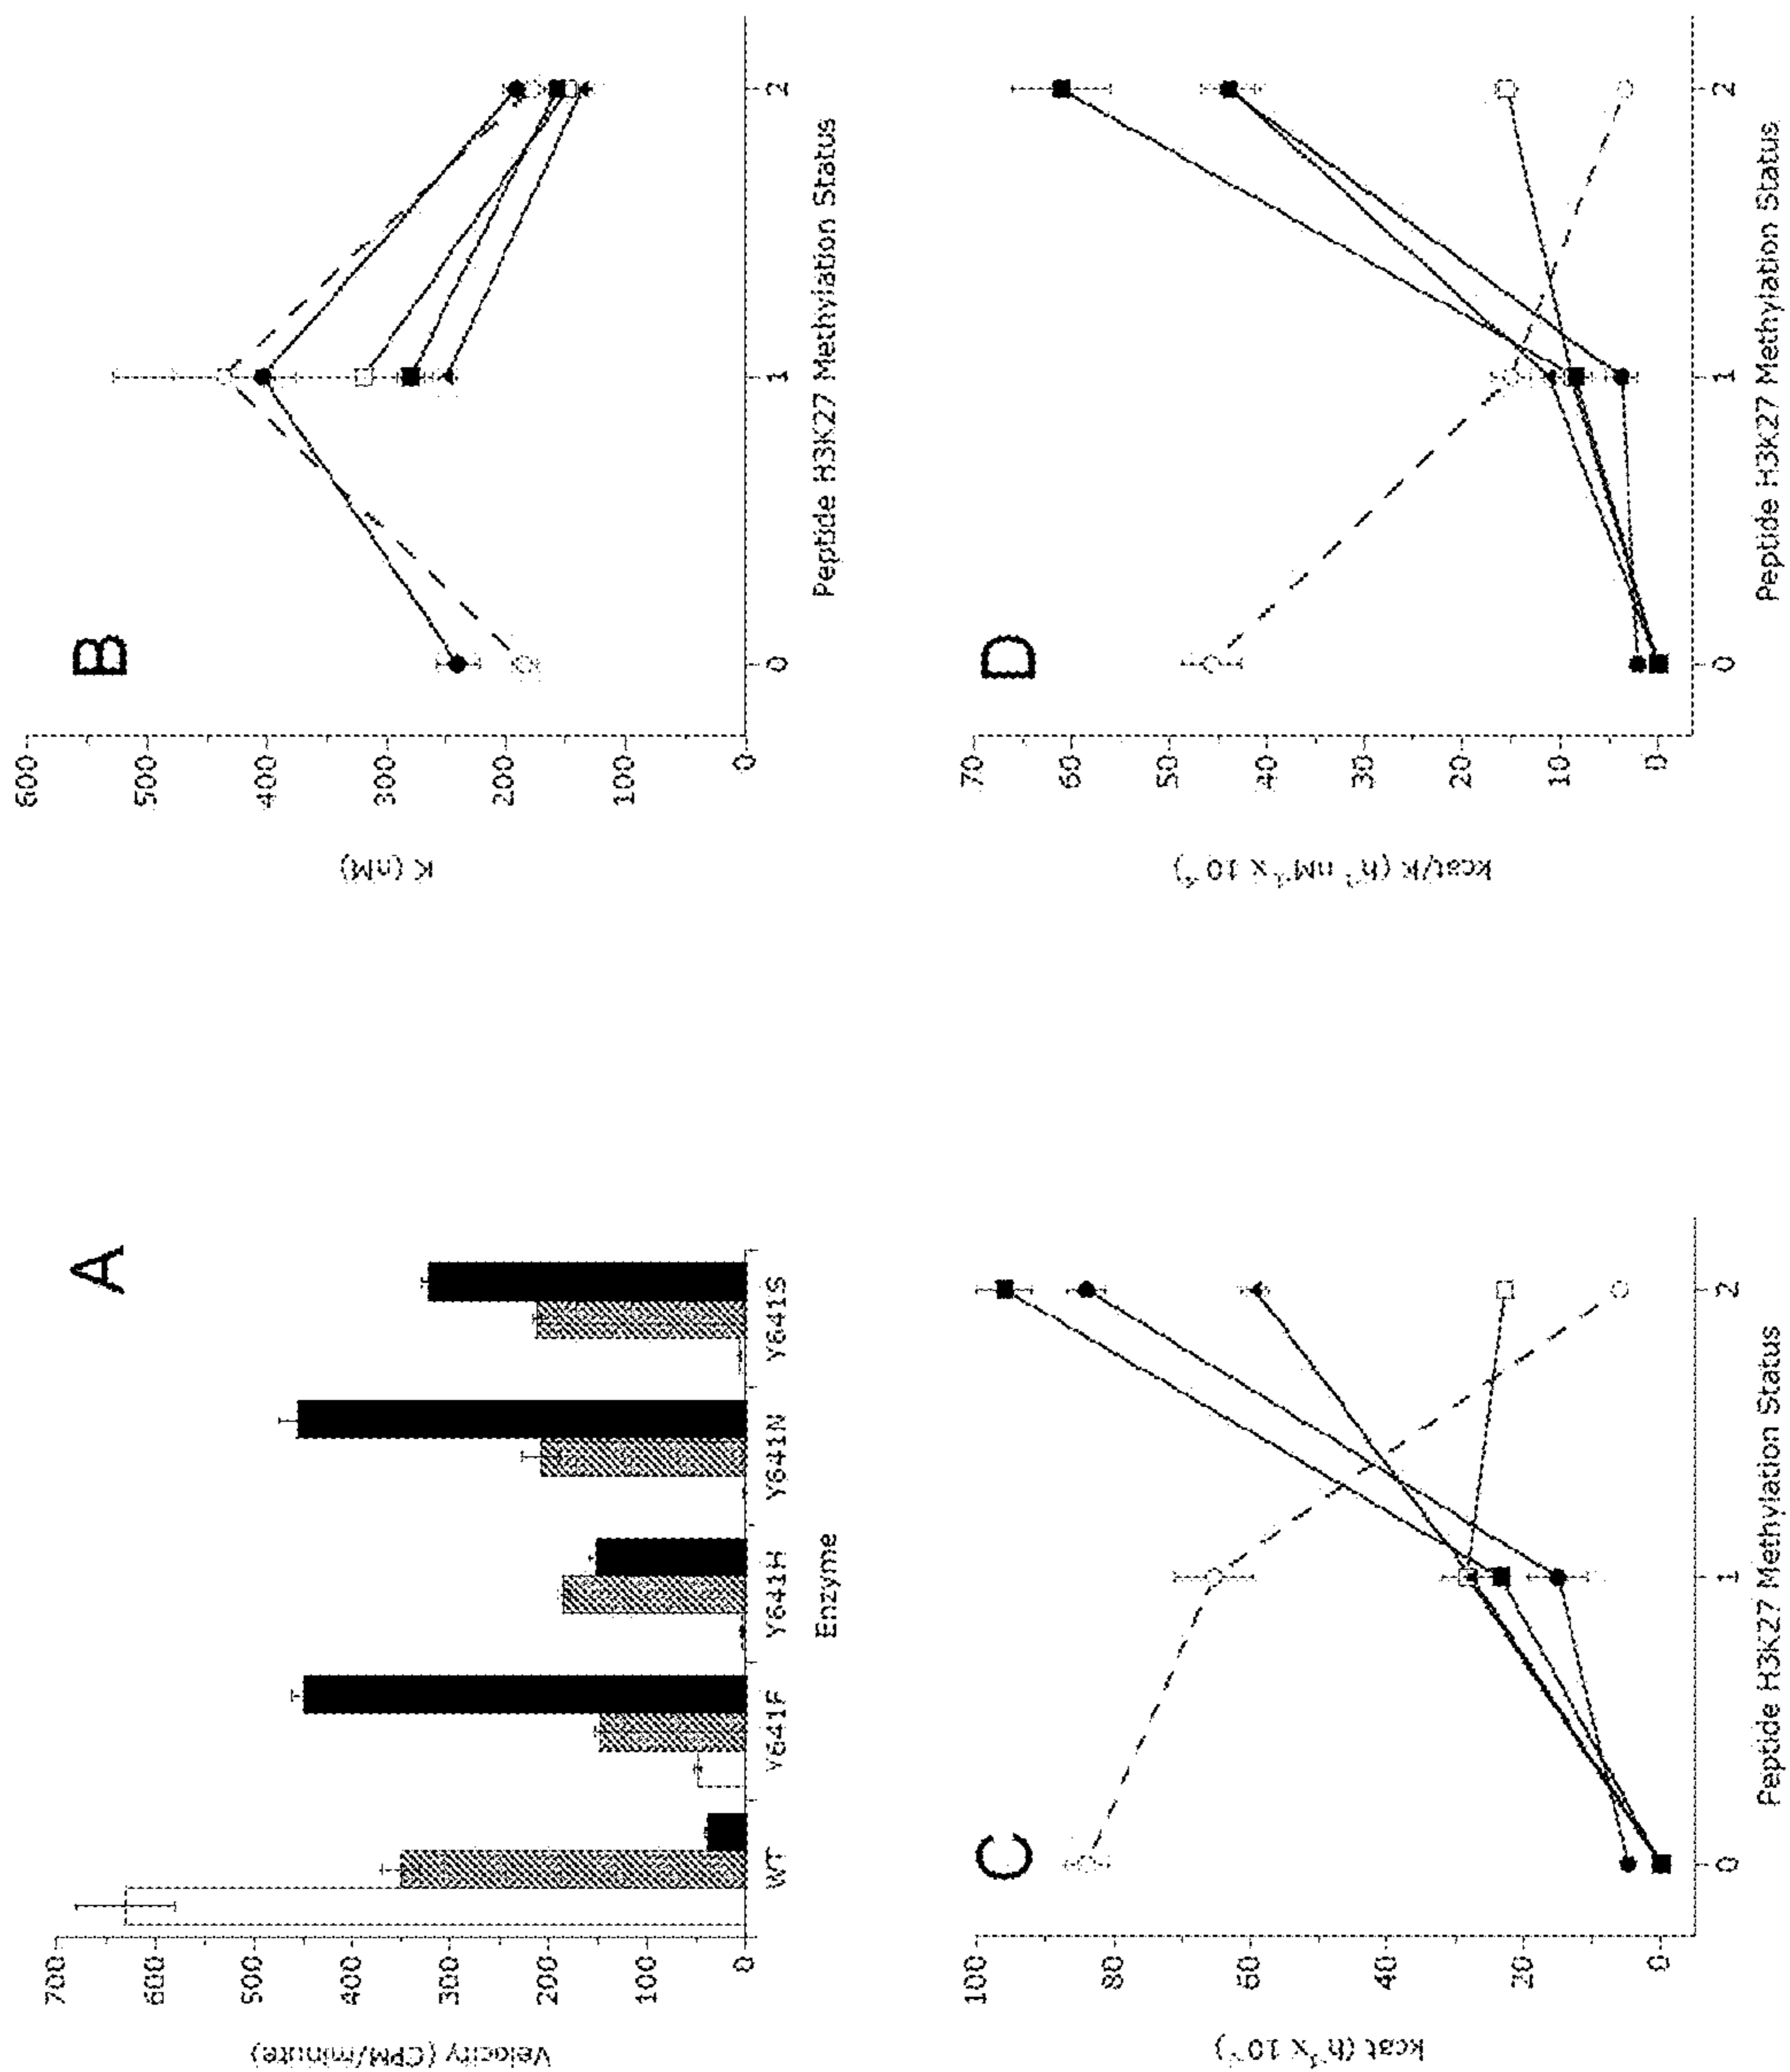 A
Velocity (CPM/minute)
700
600
500
400
300
200
100
0
WT
Y641F
Y641H
Y641N
Y641S
Enzyme
B
K (nM)
600
500
400
300
200
100
0
0
1
2
Peptide H3K27 Methylation Status
C
100
80
60
40
20
0
0
1
2
Peptide H3K27 Methylation Status
D
70
60
50
40
30
20
10
0
0
1
2
Peptide H3K27 Methylation Status